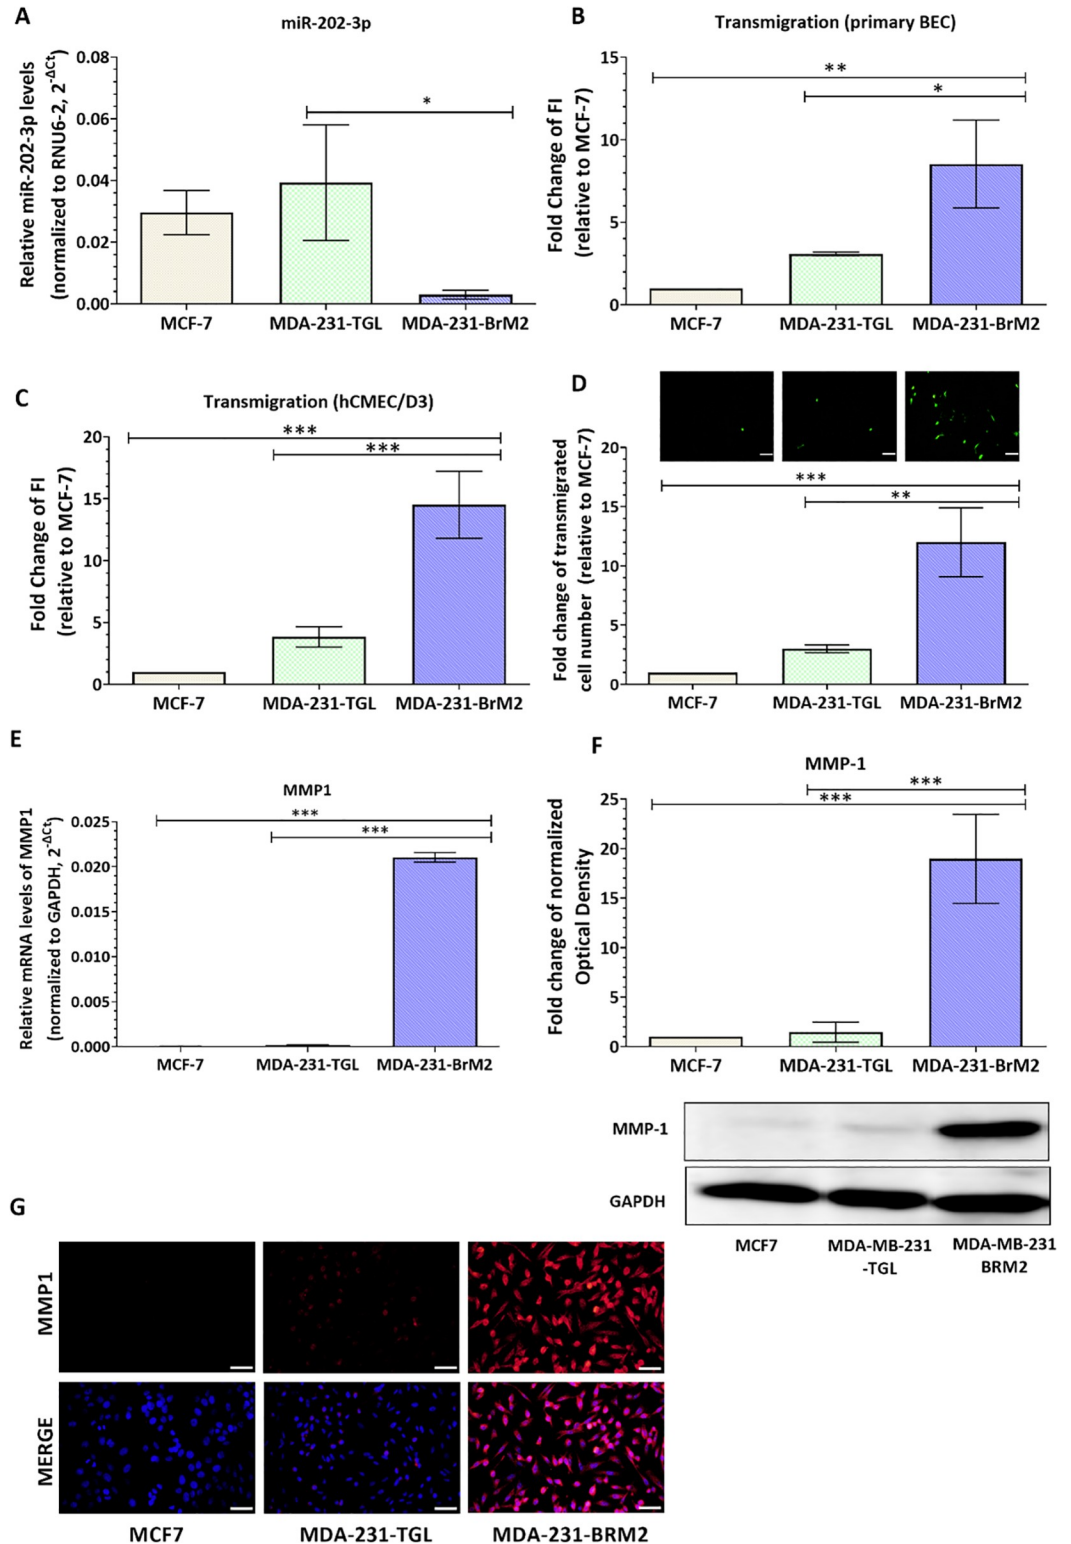 A
miR-202-3p
Relative miR-202-3p levels
(normalized to RNU6-2, 2^-ΔCt)
0.08
0.06
0.04
0.02
0.00
*
MCF-7
MDA-231-TGL
MDA-231-BrM2
B
Transmigration (primary BEC)
Fold Change of FI
(relative to MCF-7)
15
10
5
0
**
*
MCF-7
MDA-231-TGL
MDA-231-BrM2
C
Transmigration (hCMEC/D3)
Fold Change of FI
(relative to MCF-7)
20
15
10
5
0
***
***
MCF-7
MDA-231-TGL
MDA-231-BrM2
D
Fold change of transmigrated
cell number (relative to MCF-7)
20
15
10
5
0
***
**
MCF-7
MDA-231-TGL
MDA-231-BrM2
E
MMP1
Relative mRNA levels of MMP1
(normalized to GAPDH, 2^-ΔCt)
0.025
0.020
0.015
0.010
0.005
0.000
***
***
MCF-7
MDA-231-TGL
MDA-231-BrM2
F
MMP-1
Fold change of normalized
Optical Density
25
20
15
10
5
0
***
***
MCF-7
MDA-231-TGL
MDA-231-BrM2
MMP-1
GAPDH
MCF7
MDA-MB-231
-TGL
MDA-MB-231
BRM2
G
MMP1
MERGE
MCF7
MDA-231-TGL
MDA-231-BRM2